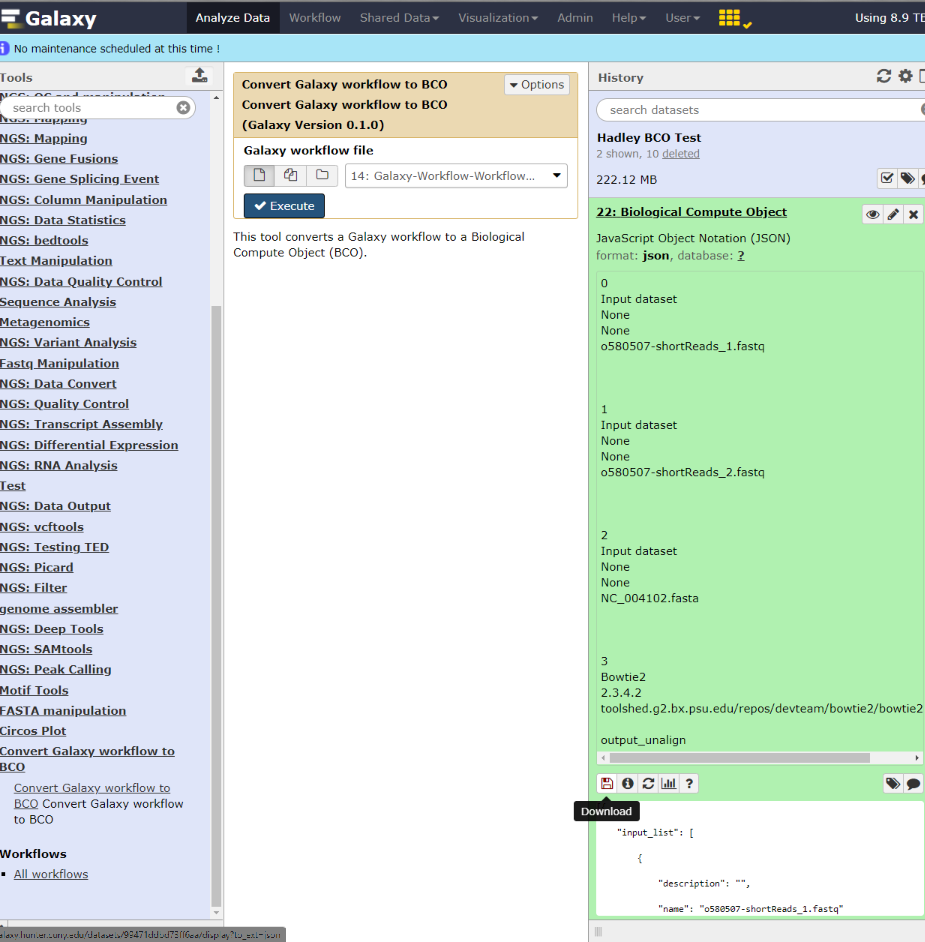 Galaxy
Analyze Data
Workflow
Shared Data
Visualization
Admin
Help
User
Using 8.9 TB
No maintenance scheduled at this time !
Tools
search tools
NGS: QC and manipulation
NGS: Mapping
NGS: Mapping
NGS: Gene Fusions
NGS: Gene Splicing Event
NGS: Column Manipulation
NGS: Data Statistics
NGS: bedtools
Text Manipulation
NGS: Data Quality Control
Sequence Analysis
Metagenomics
NGS: Variant Analysis
Fastq Manipulation
NGS: Data Convert
NGS: Quality Control
NGS: Transcript Assembly
NGS: Differential Expression
NGS: RNA Analysis
Test
NGS: Data Output
NGS: vcftools
NGS: Testing TED
NGS: Picard
NGS: Filter
genome assembler
NGS: Deep Tools
NGS: SAMtools
NGS: Peak Calling
Motif Tools
FASTA manipulation
Circos Plot
Convert Galaxy workflow to
BCO
Convert Galaxy workflow to
BCO Convert Galaxy workflow
to BCO
Workflows
All workflows
Convert Galaxy workflow to BCO
Options
Convert Galaxy workflow to BCO
(Galaxy Version 0.1.0)
Galaxy workflow file
14: Galaxy-Workflow-Workflow...
Execute
This tool converts a Galaxy workflow to a Biological
Compute Object (BCO).
History
search datasets
Hadley BCO Test
2 shown, 10 deleted
222.12 MB
22: Biological Compute Object
JavaScript Object Notation (JSON)
format: json, database: ?
0
Input dataset
None
None
o580507-shortReads_1.fastq
1
Input dataset
None
None
o580507-shortReads_2.fastq
2
Input dataset
None
None
NC_004102.fasta
3
Bowtie2
2.3.4.2
toolshed.g2.bx.psu.edu/repos/devteam/bowtie2/bowtie2
output_unalign
?
Download
"input_list": [
{
"description": "",
"name": "o580507-shortReads_1.fastq"